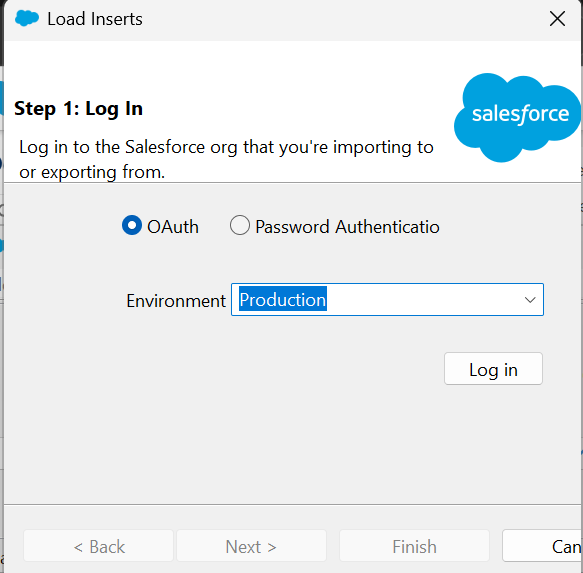 Load Inserts
Step 1: Log In
salesforce
Log in to the Salesforce org that you're importing to
or exporting from.
OAuth
Password Authenticatio
Environment
Production
Log in
< Back
Next >
Finish
Can